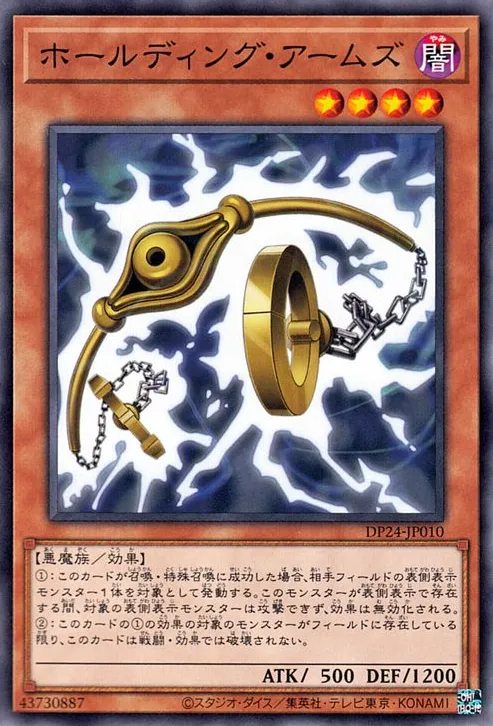 ホールディング・アームズ
闇
DP24-JP010
【悪魔族／効果】
①：このカードが召喚・特殊召喚に成功した場合、相手フィールドの表側表示
モンスター１体を対象として発動する。このモンスターが表側表示で存在
する間、対象の表側表示モンスターは攻撃できず、効果は無効化される。
②：このカードの①の効果の対象のモンスターがフィールドに存在している
限り、このカードは戦闘・効果では破壊されない。
ATK/ 500 DEF/1200
43730887 ©スタジオ・ダイス／集英社・テレビ東京・KONAMI